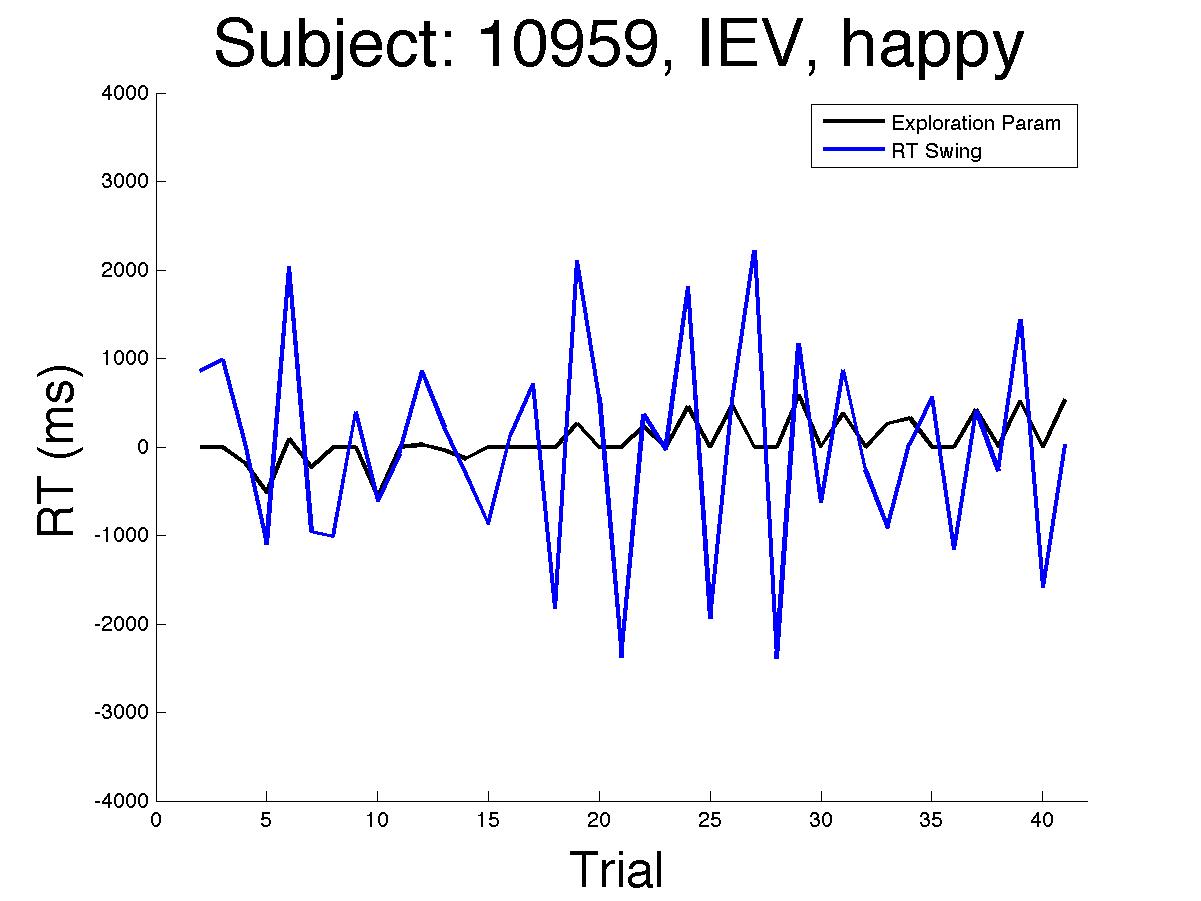 Subject: 10959, IEV, happy
Exploration Param
RT Swing
RT (ms)
4000
3000
2000
1000
0
-1000
-2000
-3000
-4000
0 5 10 15 20 25 30 35 40
Trial